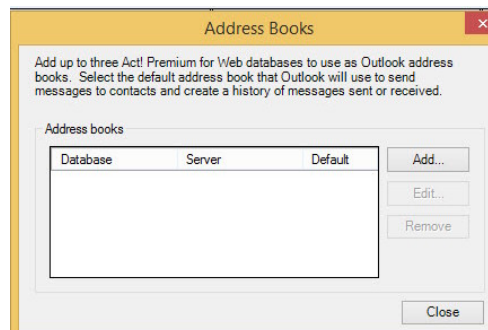 Address Books
Add up to three Act! Premium for Web databases to use as Outlook address
books. Select the default address book that Outlook will use to send
messages to contacts and create a history of messages sent or received.
Address books
Database Server Default
Add...
Edit...
Remove
Close